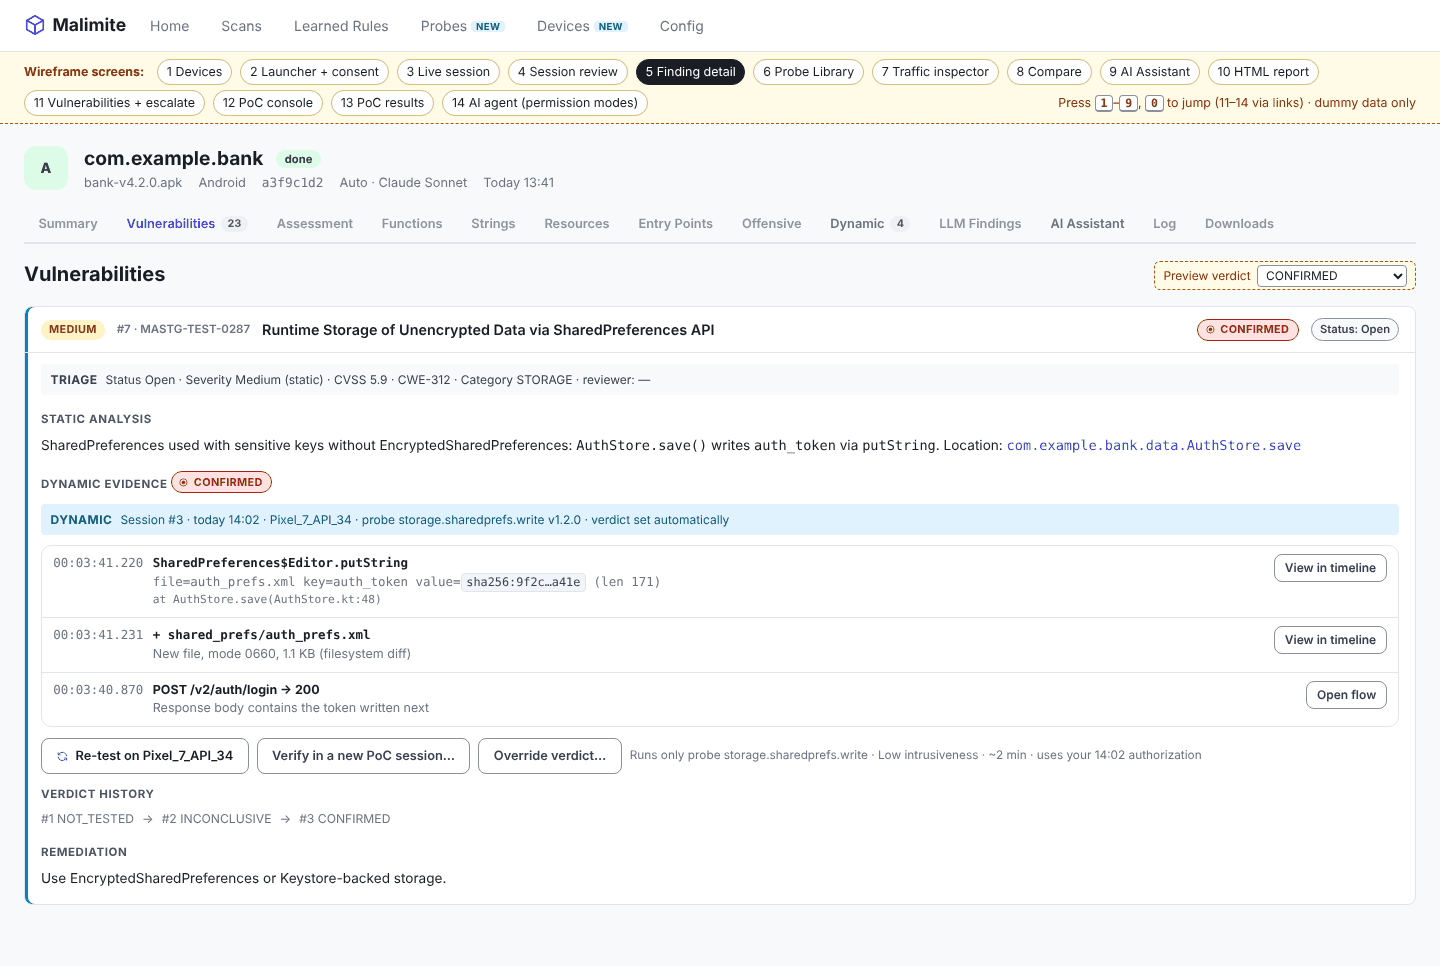 Malimite Home Scans Learned Rules Probes NEW Devices NEW Config
Wireframe screens: 1 Devices 2 Launcher + consent 3 Live session 4 Session review 5 Finding detail 6 Probe Library 7 Traffic inspector 8 Compare 9 AI Assistant 10 HTML report
11 Vulnerabilities + escalate 12 PoC console 13 PoC results 14 AI agent (permission modes) Press 1–9, 0 to jump (11–14 via links) · dummy data only
A
com.example.bank done
bank-v4.2.0.apk Android a3f9c1d2 Auto · Claude Sonnet Today 13:41
Summary Vulnerabilities 23 Assessment Functions Strings Resources Entry Points Offensive Dynamic 4 LLM Findings AI Assistant Log Downloads
Vulnerabilities Preview verdict CONFIRMED
MEDIUM #7 · MASTG-TEST-0287 Runtime Storage of Unencrypted Data via SharedPreferences API CONFIRMED Status: Open
TRIAGE Status Open · Severity Medium (static) · CVSS 5.9 · CWE-312 · Category STORAGE · reviewer: —
STATIC ANALYSIS
SharedPreferences used with sensitive keys without EncryptedSharedPreferences: AuthStore.save() writes auth_token via putString. Location: com.example.bank.data.AuthStore.save
DYNAMIC EVIDENCE CONFIRMED
DYNAMIC Session #3 · today 14:02 · Pixel_7_API_34 · probe storage.sharedprefs.write v1.2.0 · verdict set automatically
00:03:41.220 SharedPreferences$Editor.putString View in timeline
file=auth_prefs.xml key=auth_token value=sha256:9f2c…a41e (len 171)
at AuthStore.save(AuthStore.kt:48)
00:03:41.231 + shared_prefs/auth_prefs.xml View in timeline
New file, mode 0660, 1.1 KB (filesystem diff)
00:03:40.870 POST /v2/auth/login → 200 Open flow
Response body contains the token written next
Re-test on Pixel_7_API_34 Verify in a new PoC session… Override verdict… Runs only probe storage.sharedprefs.write · Low intrusiveness · ~2 min · uses your 14:02 authorization
VERDICT HISTORY
#1 NOT_TESTED → #2 INCONCLUSIVE → #3 CONFIRMED
REMEDIATION
Use EncryptedSharedPreferences or Keystore-backed storage.